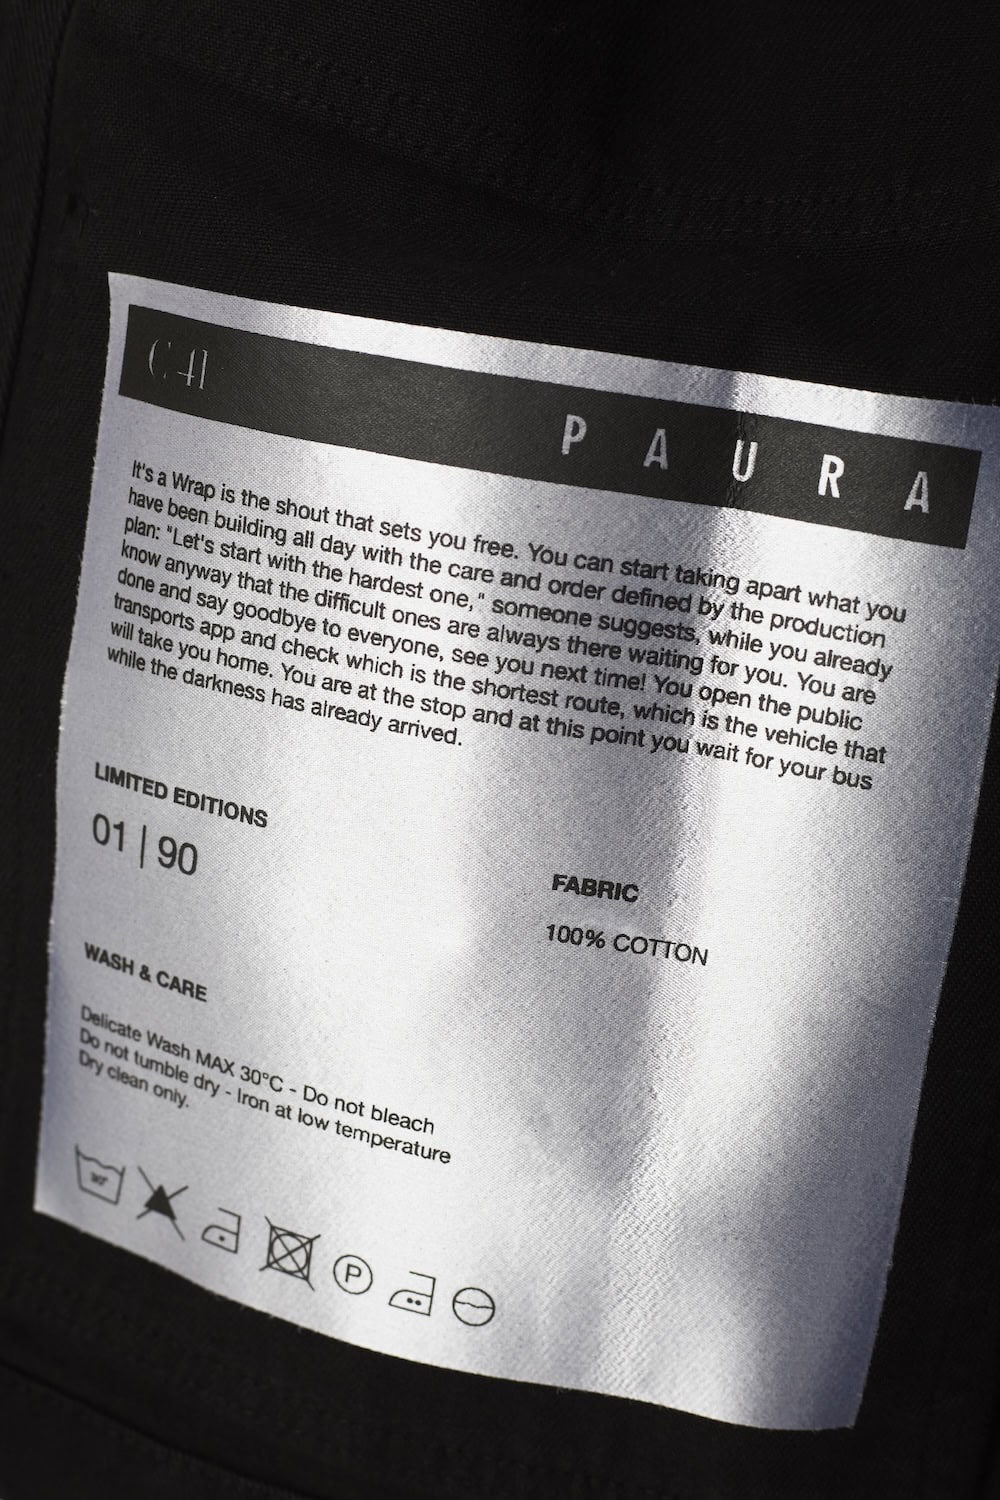 C41
PAURA
It's a Wrap is the shout that sets you free. You can start taking apart what you
have been building all day with the care and order defined by the production
plan: "Let's start with the hardest one," someone suggests, while you already
know anyway that the difficult ones are always there waiting for you. You are
done and say goodbye to everyone, see you next time! You open the public
transports app and check which is the shortest route, which is the vehicle that
will take you home. You are at the stop and at this point you wait for your bus
while the darkness has already arrived.
LIMITED EDITIONS
01 | 90
FABRIC
100% COTTON
WASH & CARE
Delicate Wash MAX 30°C - Do not bleach
Do not tumble dry - Iron at low temperature
Dry clean only.
P